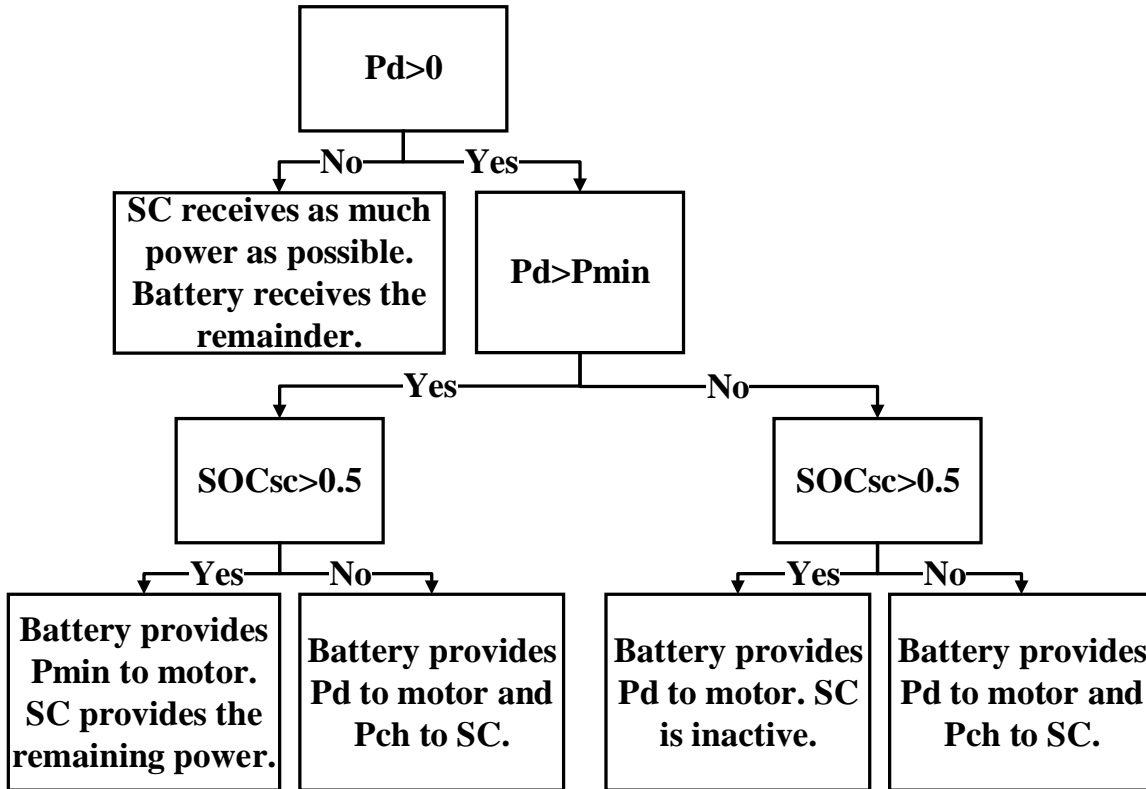 Pd>0
No
Yes
SC receives as much
power as possible.
Battery receives the
remainder.
Pd>Pmin
Yes
No
SOCsc>0.5
SOCsc>0.5
Yes
No
Yes
No
Battery provides
Pmin to motor.
SC provides the
remaining power.
Battery provides
Pd to motor and
Pch to SC.
Battery provides
Pd to motor. SC
is inactive.
Battery provides
Pd to motor and
Pch to SC.